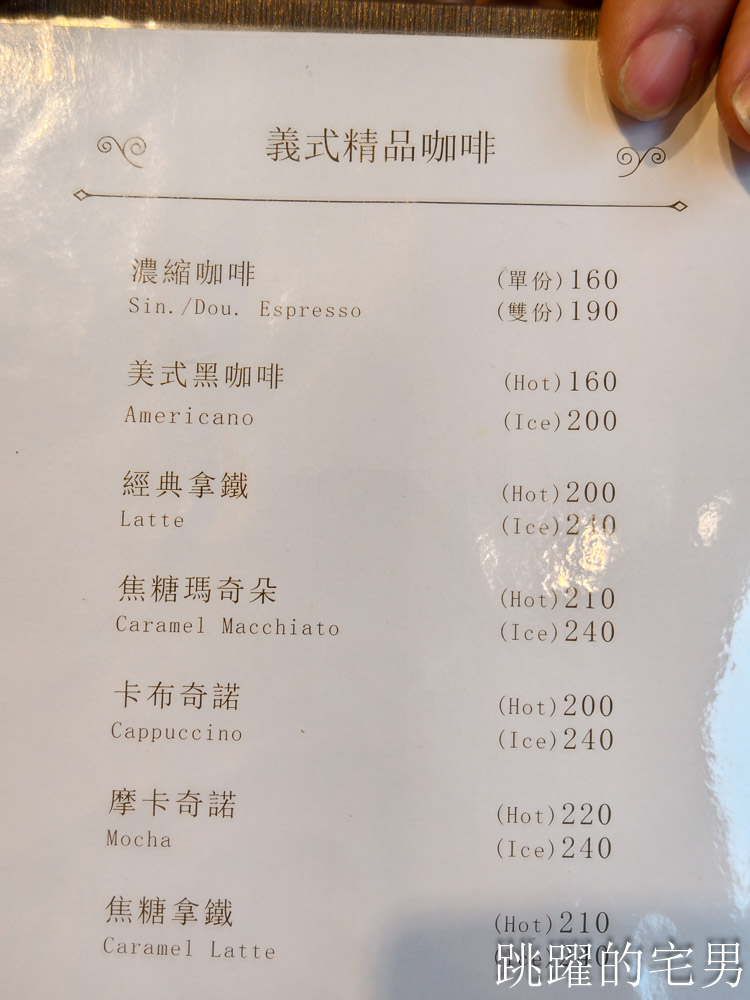 義式精品咖啡
濃縮咖啡 (單份)160
Sin./Dou. Espresso (雙份)190
美式黑咖啡 (Hot)160
Americano (Ice)200
經典拿鐵 (Hot)200
Latte (Ice)240
焦糖瑪奇朵 (Hot)210
Caramel Macchiato (Ice)240
卡布奇諾 (Hot)200
Cappuccino (Ice)240
摩卡奇諾 (Hot)220
Mocha (Ice)240
焦糖拿鐵 (Hot)210
Caramel Latte
跳躍的宅男